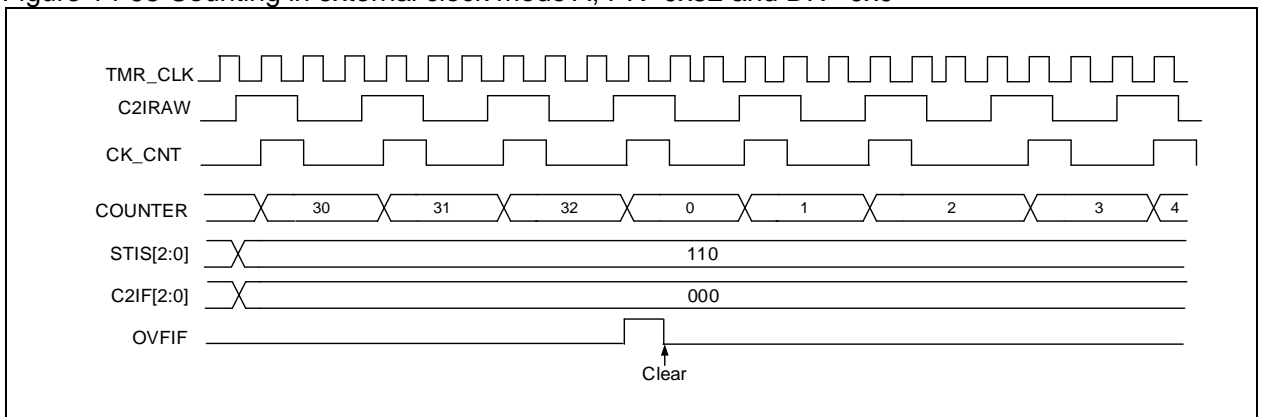 TMR_CLK
C2IRAW
CK_CNT
COUNTER 30 31 32 0 1 2 3 4
STIS[2:0] 110
C2IF[2:0] 000
OVFIF
Clear